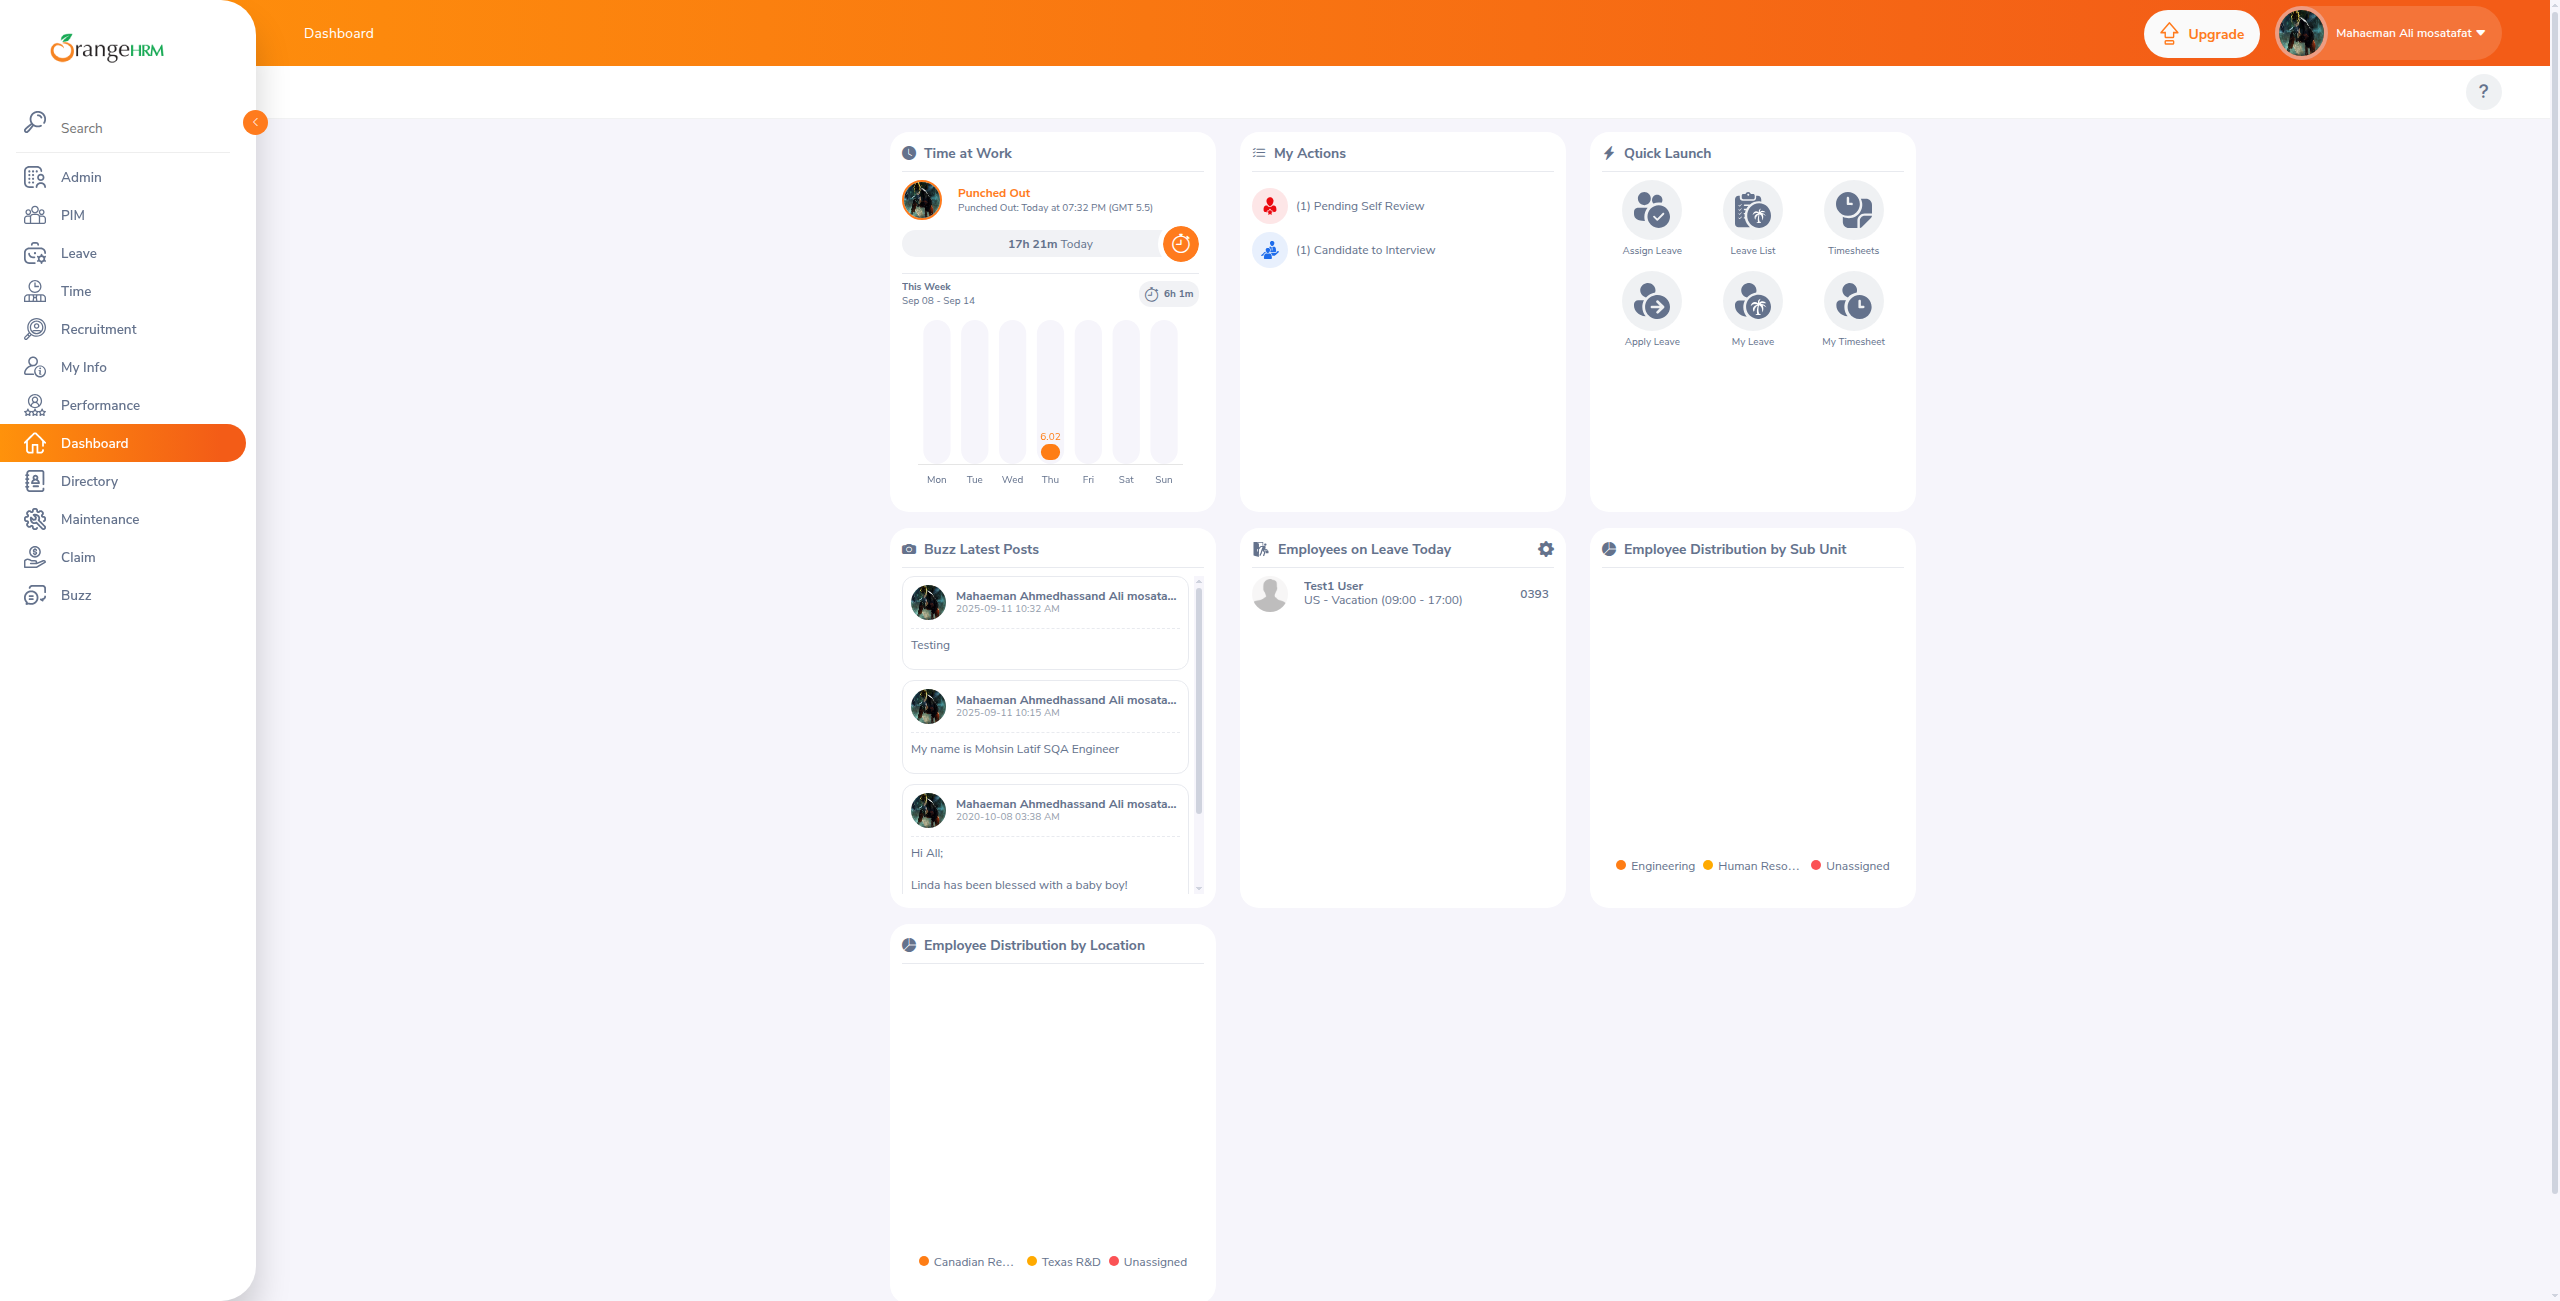 OrangeHRM
Search
Admin
PIM
Leave
Time
Recruitment
My Info
Performance
Dashboard
Directory
Maintenance
Claim
Buzz
Dashboard
Upgrade
Mahaeman Ali mosatafat
?
Time at Work
Punched Out
Punched Out: Today at 07:32 PM (GMT 5.5)
17h 21m Today
This Week
Sep 08 - Sep 14
6h 1m
6.02
Mon Tue Wed Thu Fri Sat Sun
My Actions
(1) Pending Self Review
(1) Candidate to Interview
Quick Launch
Assign Leave Leave List Timesheets
Apply Leave My Leave My Timesheet
Buzz Latest Posts
Mahaeman Ahmedhassand Ali mosata...
2025-09-11 10:32 AM
Testing
Mahaeman Ahmedhassand Ali mosata...
2025-09-11 10:15 AM
My name is Mohsin Latif SQA Engineer
Mahaeman Ahmedhassand Ali mosata...
2020-10-08 03:38 AM
Hi All;
Linda has been blessed with a baby boy!
Employees on Leave Today
Test1 User
US - Vacation (09:00 - 17:00)
0393
Employee Distribution by Sub Unit
Engineering Human Reso... Unassigned
Employee Distribution by Location
Canadian Re... Texas R&D Unassigned